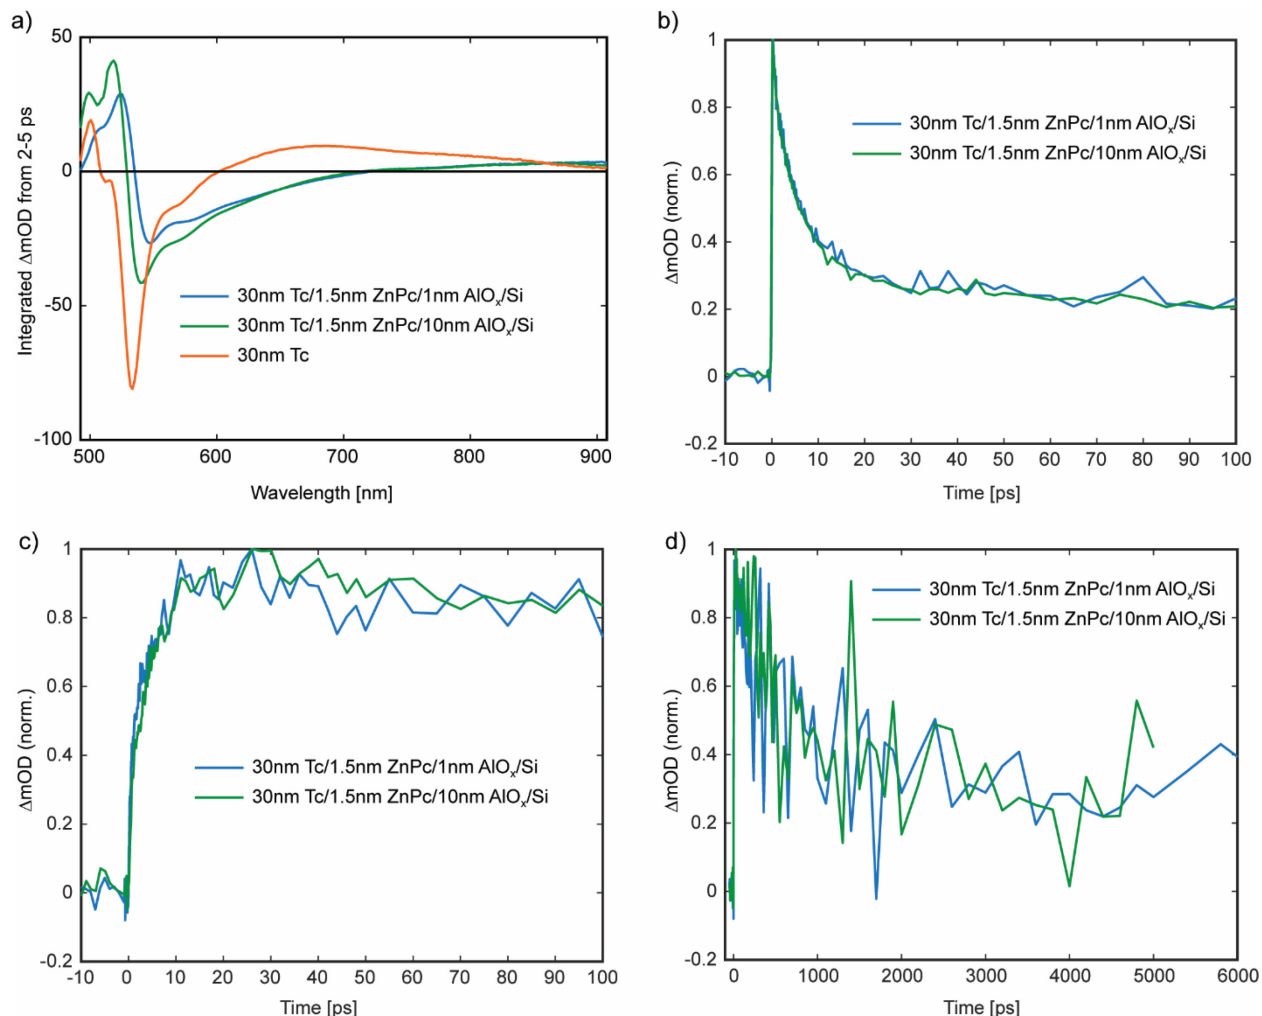 a)
50
0
-50
-100
Integrated ΔmOD from 2-5 ps
30nm Tc/1.5nm ZnPc/1nm AlOₓ/Si
30nm Tc/1.5nm ZnPc/10nm AlOₓ/Si
30nm Tc
500 600 700 800 900
Wavelength [nm]
b)
1
0.8
0.6
0.4
0.2
0
-0.2
ΔmOD (norm.)
30nm Tc/1.5nm ZnPc/1nm AlOₓ/Si
30nm Tc/1.5nm ZnPc/10nm AlOₓ/Si
-10 0 10 20 30 40 50 60 70 80 90 100
Time [ps]
c)
1
0.8
0.6
0.4
0.2
0
-0.2
ΔmOD (norm.)
30nm Tc/1.5nm ZnPc/1nm AlOₓ/Si
30nm Tc/1.5nm ZnPc/10nm AlOₓ/Si
-10 0 10 20 30 40 50 60 70 80 90 100
Time [ps]
d)
1
0.8
0.6
0.4
0.2
0
-0.2
ΔmOD (norm.)
30nm Tc/1.5nm ZnPc/1nm AlOₓ/Si
30nm Tc/1.5nm ZnPc/10nm AlOₓ/Si
0 1000 2000 3000 4000 5000 6000
Time [ps]